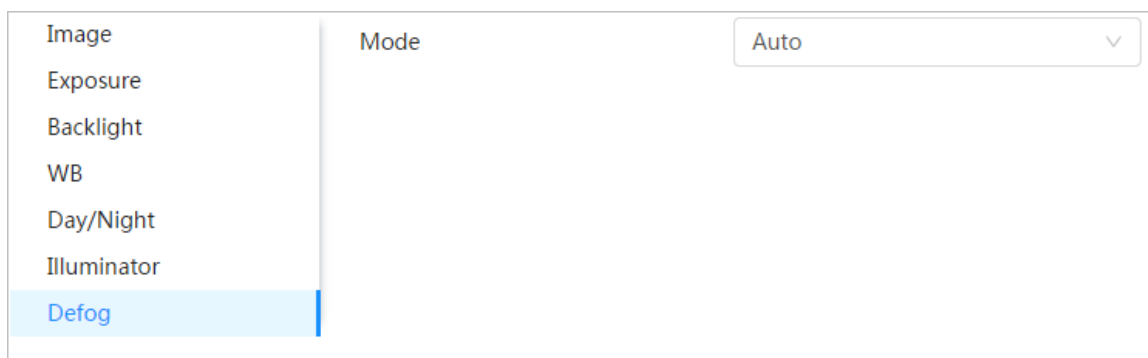 Image
Exposure
Backlight
WB
Day/Night
Illuminator
Defog
Mode
Auto